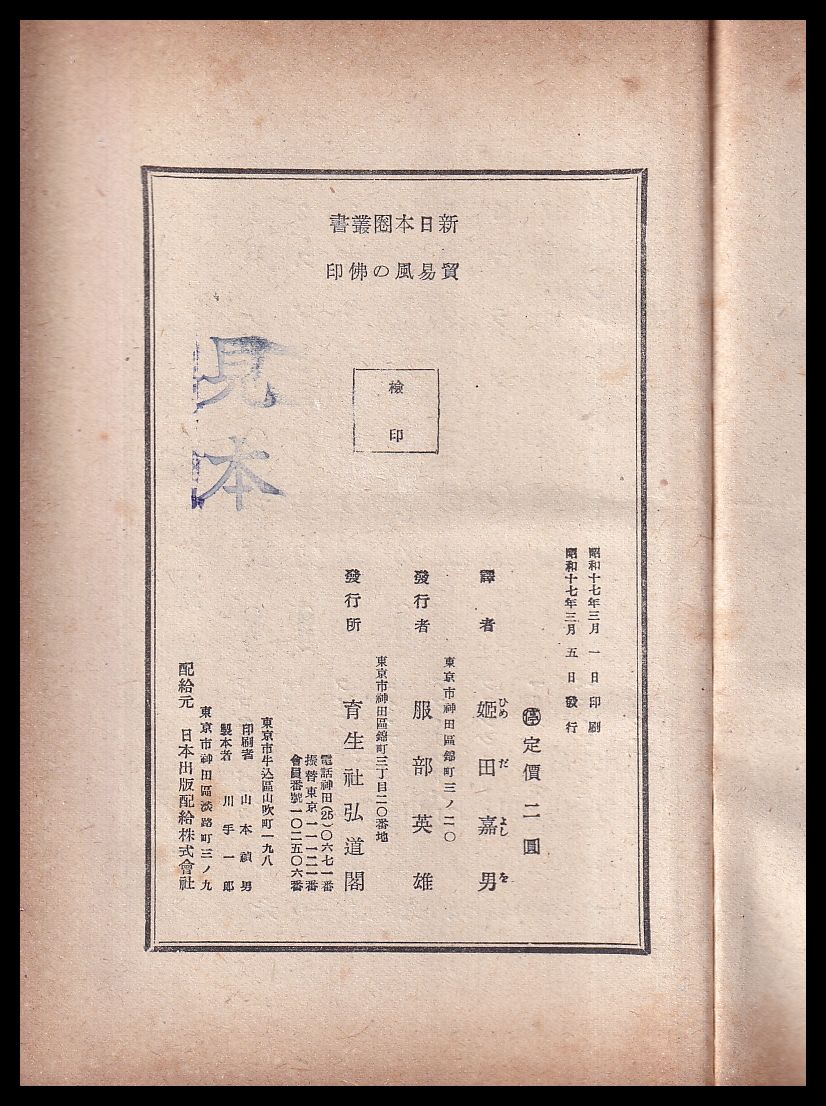 新日本圏叢書
貿易風の佛印
檢印
見本
昭和十七年三月一日印刷
昭和十七年三月五日發行
㊡定價二圓
譯者 姫田嘉男
ひめ だ よし を
東京市神田區錦町三ノ二〇
發行者 服部英雄
東京市神田區錦町三丁目二〇番地
發行所 育生社弘道閣
電話神田(25)〇六七一番
振替東京一一一二一番
會員番號一〇二五〇六番
東京市牛込區山吹町一九八
印刷者 山本禎男
製本者 川手一郎
東京市神田區淡路町三ノ九
配給元 日本出版配給株式會社